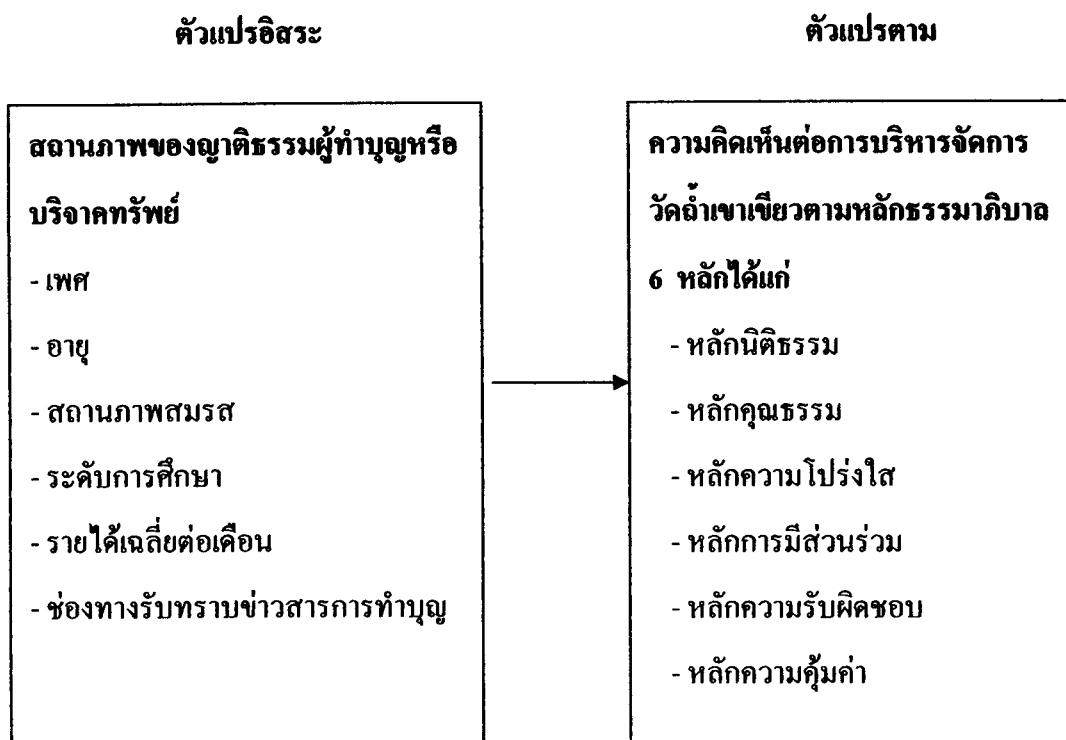 ตัวแปรอิสระ
ตัวแปรตาม
สถานภาพของญาติธรรมผู้ทำบุญหรือ
บริจาคทรัพย์
- เพศ
- อายุ
- สถานภาพสมรส
- ระดับการศึกษา
- รายได้เฉลี่ยต่อเดือน
- ช่องทางรับทราบข่าวสารการทำบุญ
ความคิดเห็นต่อการบริหารจัดการ
วัดถ้ำเขาเขียวตามหลักธรรมาภิบาล
6 หลักได้แก่
- หลักนิติธรรม
- หลักคุณธรรม
- หลักความโปร่งใส
- หลักการมีส่วนร่วม
- หลักความรับผิดชอบ
- หลักความคุ้มค่า